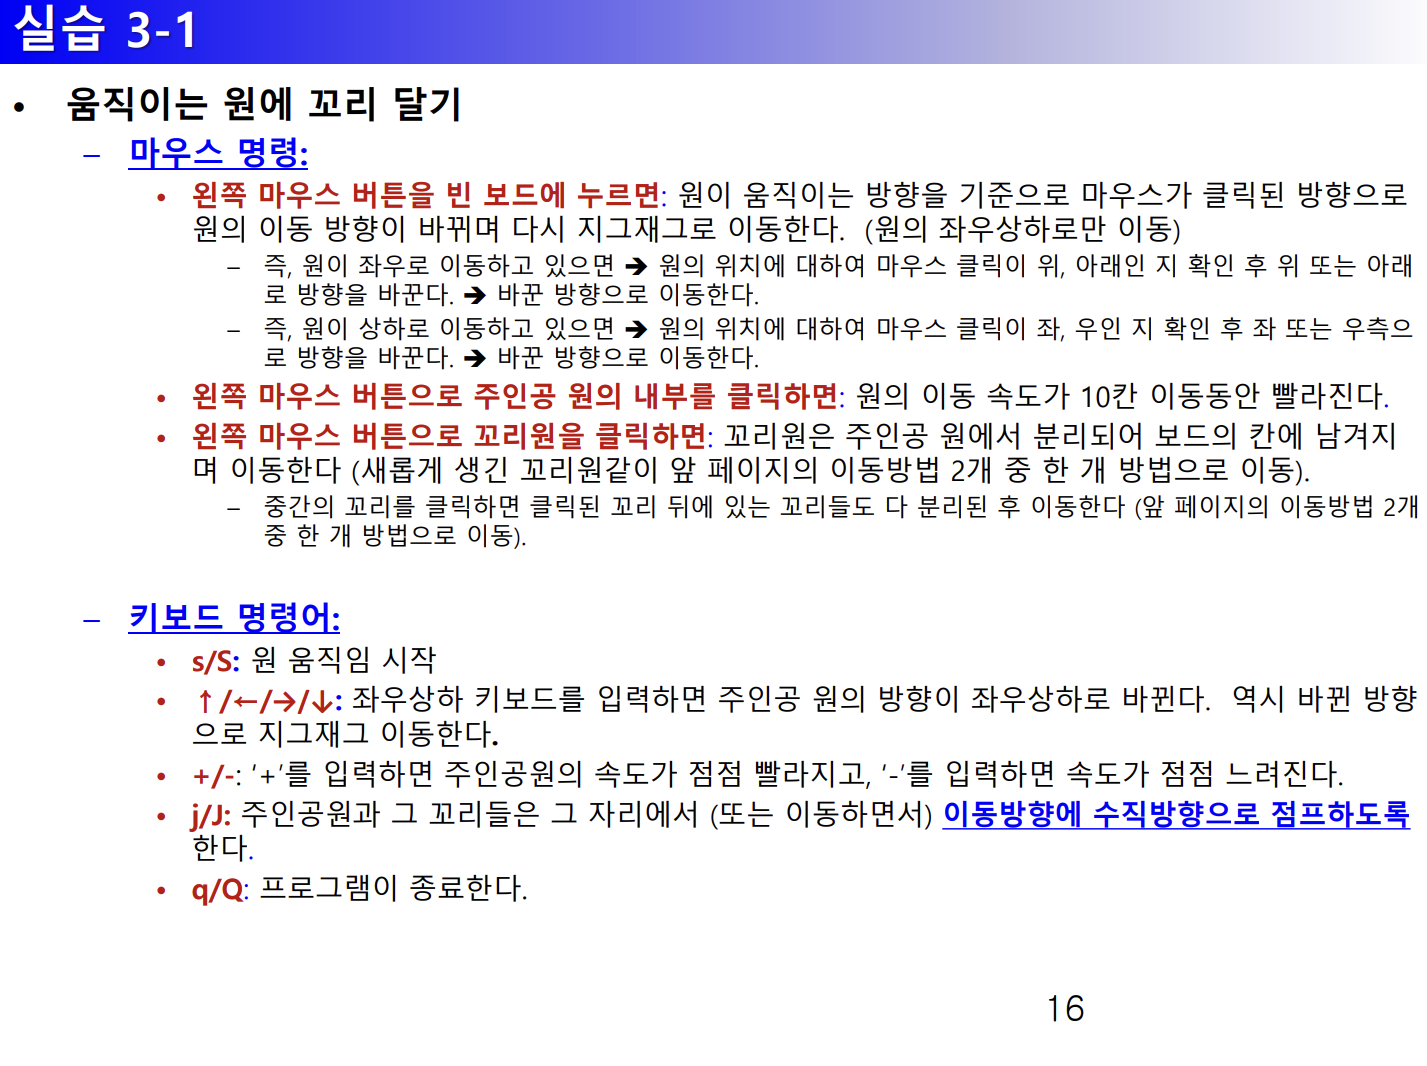 실습 3-1
• 움직이는 원에 꼬리 달기
– 마우스 명령:
• 왼쪽 마우스 버튼을 빈 보드에 누르면: 원이 움직이는 방향을 기준으로 마우스가 클릭된 방향으로
원의 이동 방향이 바뀌며 다시 지그재그로 이동한다. (원의 좌우상하로만 이동)
– 즉, 원이 좌우로 이동하고 있으면 ➔ 원의 위치에 대하여 마우스 클릭이 위, 아래인 지 확인 후 위 또는 아래
로 방향을 바꾼다. ➔ 바꾼 방향으로 이동한다.
– 즉, 원이 상하로 이동하고 있으면 ➔ 원의 위치에 대하여 마우스 클릭이 좌, 우인 지 확인 후 좌 또는 우측으
로 방향을 바꾼다. ➔ 바꾼 방향으로 이동한다.
• 왼쪽 마우스 버튼으로 주인공 원의 내부를 클릭하면: 원의 이동 속도가 10칸 이동동안 빨라진다.
• 왼쪽 마우스 버튼으로 꼬리원을 클릭하면: 꼬리원은 주인공 원에서 분리되어 보드의 칸에 남겨지
며 이동한다 (새롭게 생긴 꼬리원같이 앞 페이지의 이동방법 2개 중 한 개 방법으로 이동).
– 중간의 꼬리를 클릭하면 클릭된 꼬리 뒤에 있는 꼬리들도 다 분리된 후 이동한다 (앞 페이지의 이동방법 2개
중 한 개 방법으로 이동).
– 키보드 명령어:
• s/S: 원 움직임 시작
• ↑/←/→/↓: 좌우상하 키보드를 입력하면 주인공 원의 방향이 좌우상하로 바뀐다. 역시 바뀐 방향
으로 지그재그 이동한다.
• +/-: ‘+’를 입력하면 주인공원의 속도가 점점 빨라지고, ‘-’를 입력하면 속도가 점점 느려진다.
• j/J: 주인공원과 그 꼬리들은 그 자리에서 (또는 이동하면서) 이동방향에 수직방향으로 점프하도록
한다.
• q/Q: 프로그램이 종료한다.
16